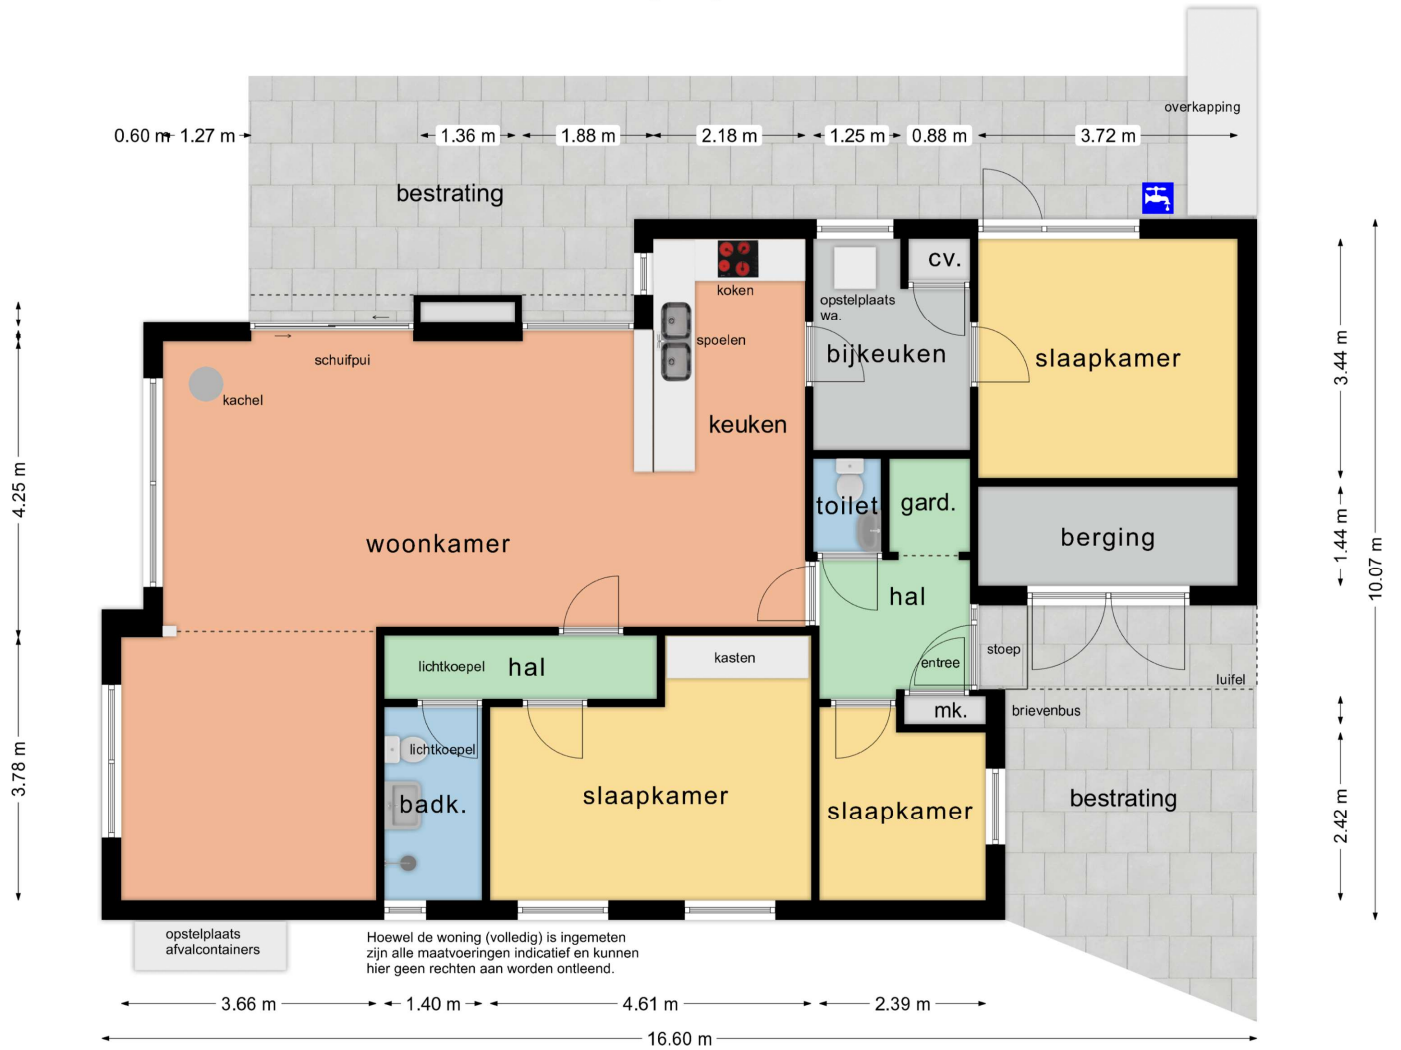 overkapping
0.60 m
1.27 m
1.36 m
1.88 m
2.18 m
1.25 m
0.88 m
3.72 m
bestrating
cv.
koken
opstelplaats
wa.
spoelen
bijkeuken
slaapkamer
3.44 m
schuifpui
kachel
keuken
4.25 m
toilet
gard.
woonkamer
berging
1.44 m
10.07 m
hal
lichtkoepel
hal
kasten
entree
stoep
luifel
mk.
brievenbus
lichtkoepel
3.78 m
badk.
slaapkamer
slaapkamer
bestrating
2.42 m
opstelplaats
afvalcontainers
Hoewel de woning (volledig) is ingemeten
zijn alle maatvoeringen indicatief en kunnen
hier geen rechten aan worden ontleend.
3.66 m
1.40 m
4.61 m
2.39 m
16.60 m